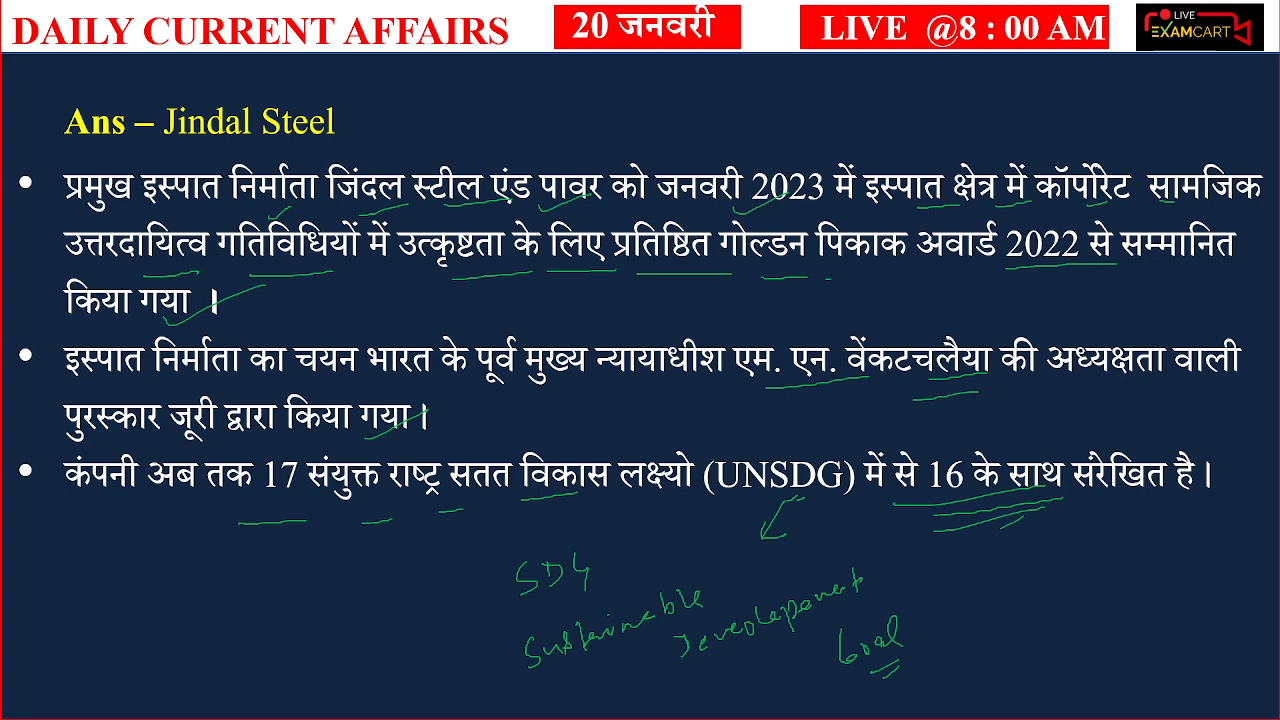 DAILY CURRENT AFFAIRS
20 जनवरी
LIVE @8 : 00 AM
LIVE
EXAMCART
Ans – Jindal Steel
• प्रमुख इस्पात निर्माता जिंदल स्टील एंड पावर को जनवरी 2023 में इस्पात क्षेत्र में कॉर्पोरेट सामजिक
उत्तरदायित्व गतिविधियों में उत्कृष्टता के लिए प्रतिष्ठित गोल्डन पिकाक अवार्ड 2022 से सम्मानित
किया गया ।
• इस्पात निर्माता का चयन भारत के पूर्व मुख्य न्यायाधीश एम. एन. वेंकटचलैया की अध्यक्षता वाली
पुरस्कार जूरी द्वारा किया गया।
• कंपनी अब तक 17 संयुक्त राष्ट्र सतत विकास लक्ष्यो (UNSDG) में से 16 के साथ संरेखित है।
SDG
Sustainable Development Goal